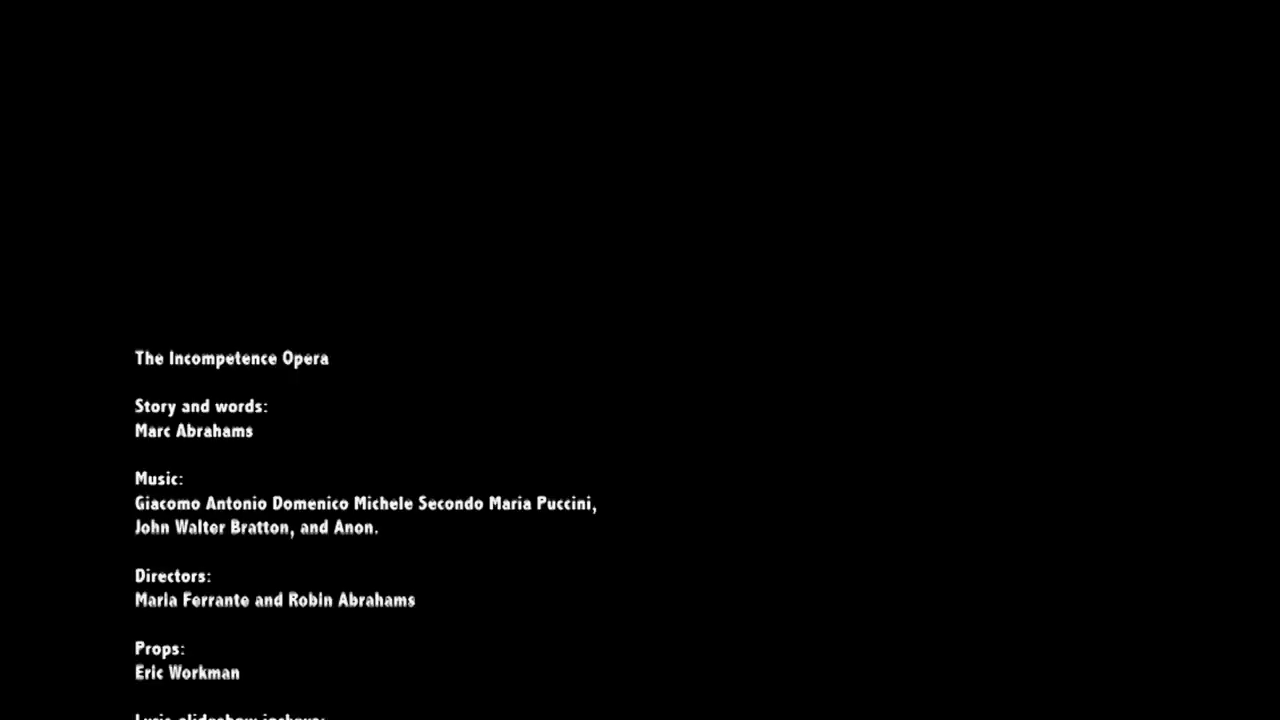 The Incompetence Opera
Story and words:
Marc Abrahams
Music:
Giacomo Antonio Domenico Michele Secondo Maria Puccini,
John Walter Bratton, and Anon.
Directors:
Maria Ferrante and Robin Abrahams
Props:
Eric Workman